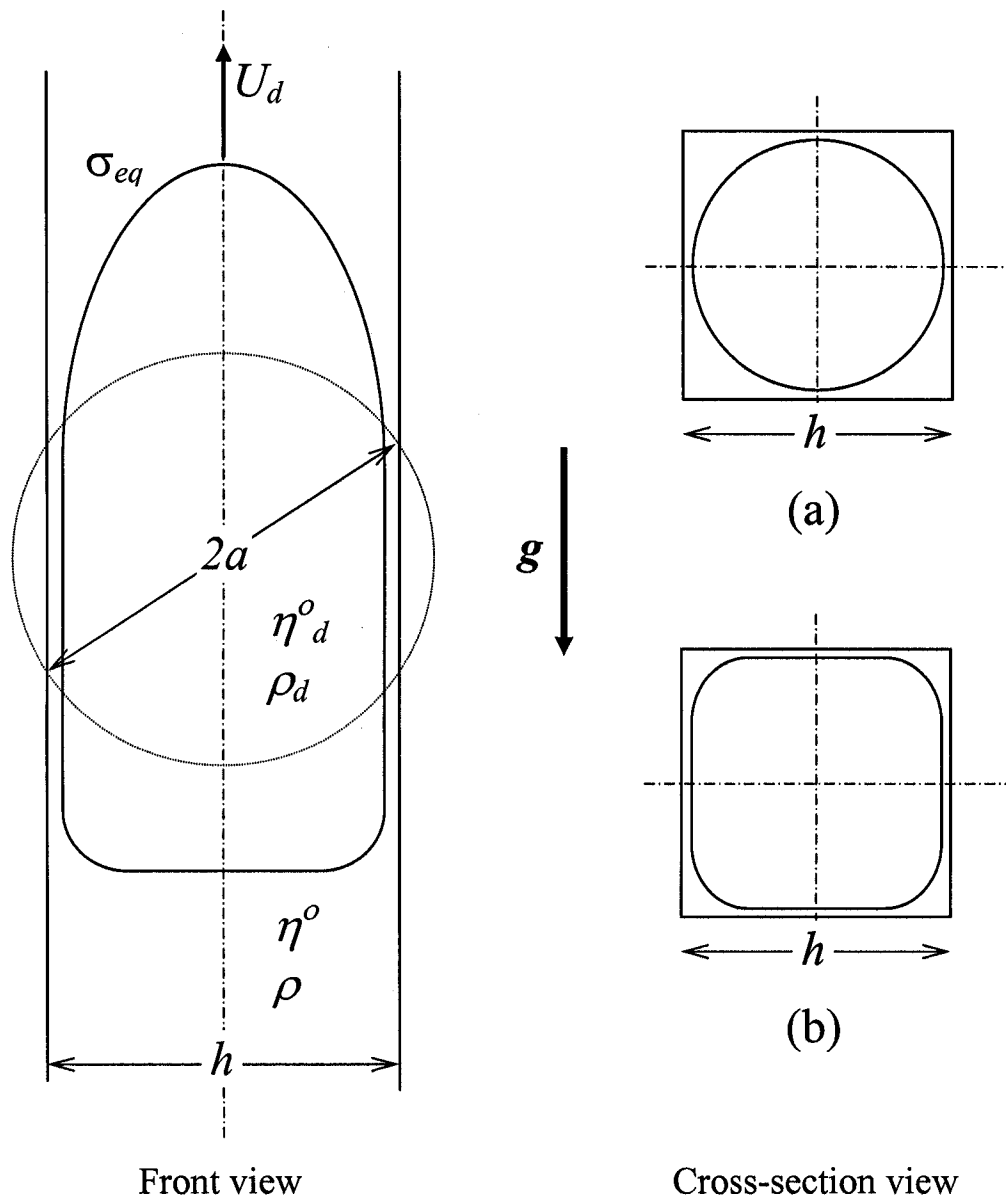 U_d
σ_eq
2a
η^o_d
ρ_d
η^o
ρ
h
Front view
g
h
(a)
h
(b)
Cross-section view